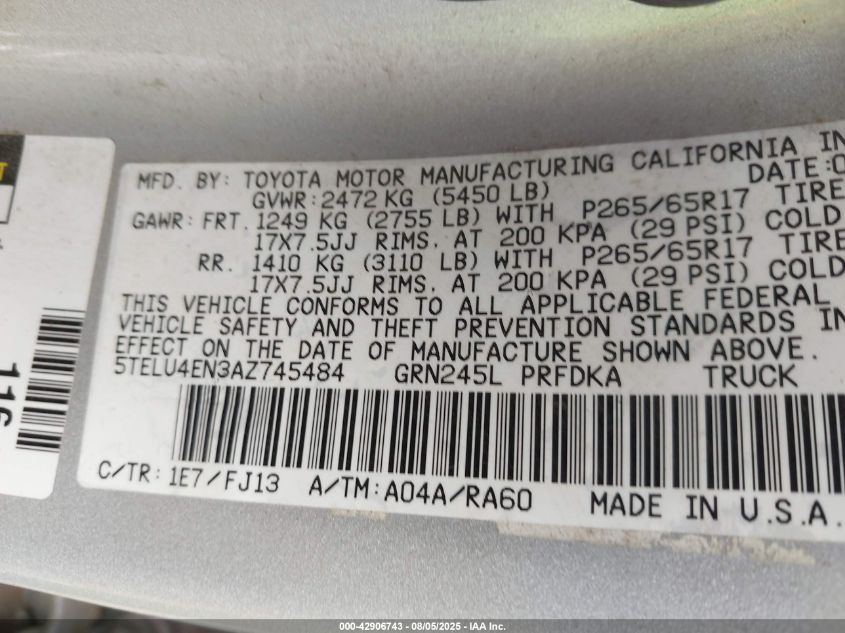 MFD. BY: TOYOTA MOTOR MANUFACTURING CALIFORNIA IN
DATE:0
GVWR:2472 KG (5450 LB)
GAWR: FRT. 1249 KG (2755 LB) WITH P265/65R17 TIRE
17X7.5JJ RIMS. AT 200 KPA (29 PSI) COLD
RR. 1410 KG (3110 LB) WITH P265/65R17 TIRE
17X7.5JJ RIMS. AT 200 KPA (29 PSI) COLD
THIS VEHICLE CONFORMS TO ALL APPLICABLE FEDERAL
VEHICLE SAFETY AND THEFT PREVENTION STANDARDS IN
EFFECT ON THE DATE OF MANUFACTURE SHOWN ABOVE.
5TELU4EN3AZ745484 GRN245L PRFDKA TRUCK
C/TR: 1E7/FJ13 A/TM:A04A/RA60 MADE IN U.S.A.
116
000-42906743 - 08/05/2025 - IAA Inc.